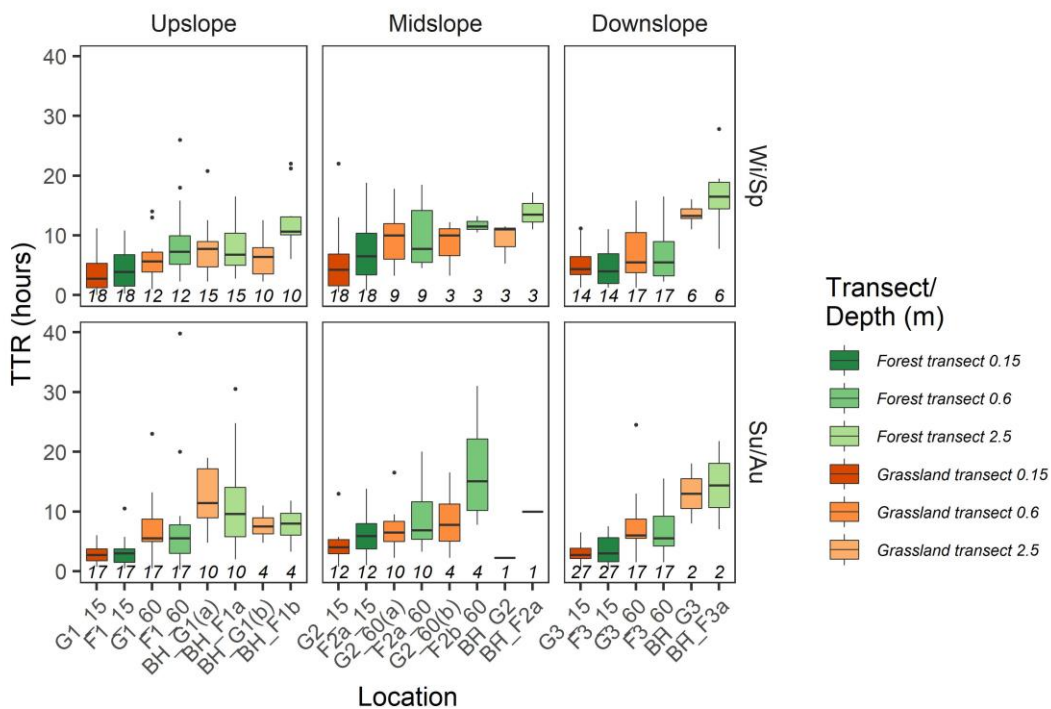 Upslope Midslope Downslope
TTR (hours)
40
30
20
10
0
18 18 12 12 15 15 10 10
18 18 9 9 3 3 3 3
14 14 17 17 6 6
Wi/Sp
40
30
20
10
0
17 17 17 17 10 10 4 4
12 12 10 10 4 4 1 1
27 27 17 17 2 2
Su/Au
G1_15
F1_15
G1_60
F1_60
BH_G1(a)
BH_F1a
BH_G1(b)
BH_F1b
G2_15
F2a_15
G2_60(a)
F2a_60
G2_60(b)
F2b_60
BH_G2
BH_F2a
G3_15
F3_15
G3_60
F3_60
BH_G3
BH_F3a
Location
Transect/
Depth (m)
Forest transect 0.15
Forest transect 0.6
Forest transect 2.5
Grassland transect 0.15
Grassland transect 0.6
Grassland transect 2.5